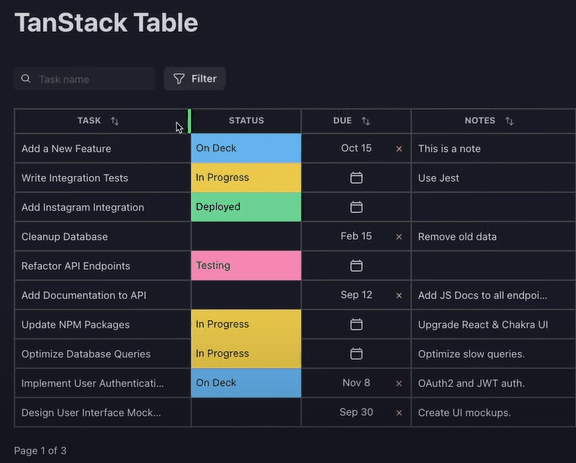 TanStack Table
Task name Filter
TASK STATUS DUE NOTES
Add a New Feature On Deck Oct 15 × This is a note
Write Integration Tests In Progress Use Jest
Add Instagram Integration Deployed
Cleanup Database Feb 15 × Remove old data
Refactor API Endpoints Testing
Add Documentation to API Sep 12 × Add JS Docs to all endpoi...
Update NPM Packages In Progress Upgrade React & Chakra UI
Optimize Database Queries In Progress Optimize slow queries.
Implement User Authenticati... On Deck Nov 8 × OAuth2 and JWT auth.
Design User Interface Mock... Sep 30 × Create UI mockups.
Page 1 of 3